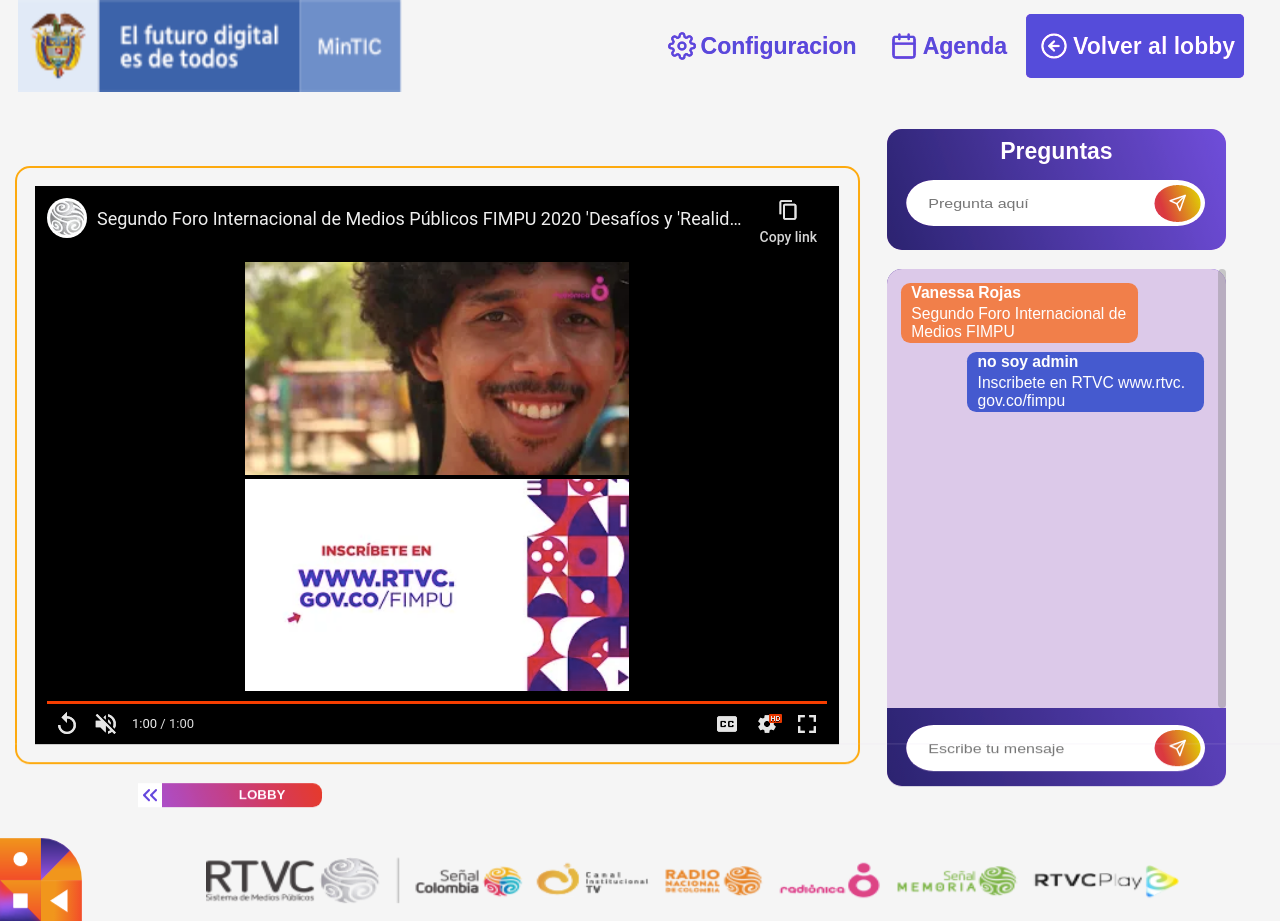 El futuro digital
es de todos
MinTIC
Configuracion
Agenda
Volver al lobby
Segundo Foro Internacional de Medios Públicos FIMPU 2020 'Desafíos y 'Realid...
Copy link
INSCRÍBETE EN
WWW.RTVC.
GOV.CO/FIMPU
1:00 / 1:00
CC
HD
Preguntas
Pregunta aquí
Vanessa Rojas
Segundo Foro Internacional de
Medios FIMPU
no soy admin
Inscribete en RTVC www.rtvc.
gov.co/fimpu
Escribe tu mensaje
LOBBY
RTVC
Sistema de Medios Públicos
Señal
Colombia
Canal
Institucional
TV
RADIO
NACIONAL
DE COLOMBIA
radiónica
Señal
MEMORIA
RTVCPlay